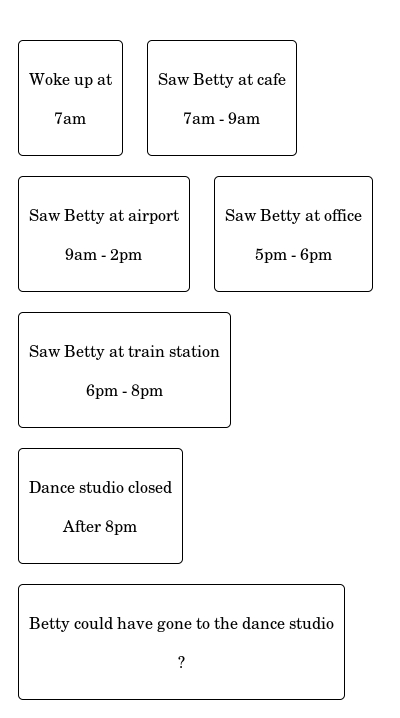 Woke up at
7am
Saw Betty at cafe
7am - 9am
Saw Betty at airport
9am - 2pm
Saw Betty at office
5pm - 6pm
Saw Betty at train station
6pm - 8pm
Dance studio closed
After 8pm
Betty could have gone to the dance studio
?